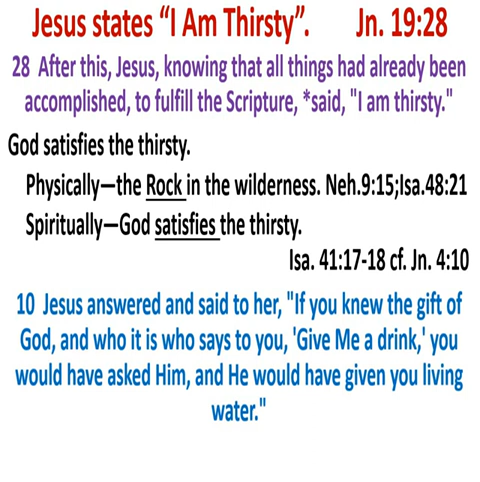 Jesus states “I Am Thirsty”. Jn. 19:28
28 After this, Jesus, knowing that all things had already been
accomplished, to fulfill the Scripture, *said, "I am thirsty."
God satisfies the thirsty.
Physically—the Rock in the wilderness. Neh.9:15;Isa.48:21
Spiritually—God satisfies the thirsty.
Isa. 41:17-18 cf. Jn. 4:10
10 Jesus answered and said to her, "If you knew the gift of
God, and who it is who says to you, 'Give Me a drink,' you
would have asked Him, and He would have given you living
water."